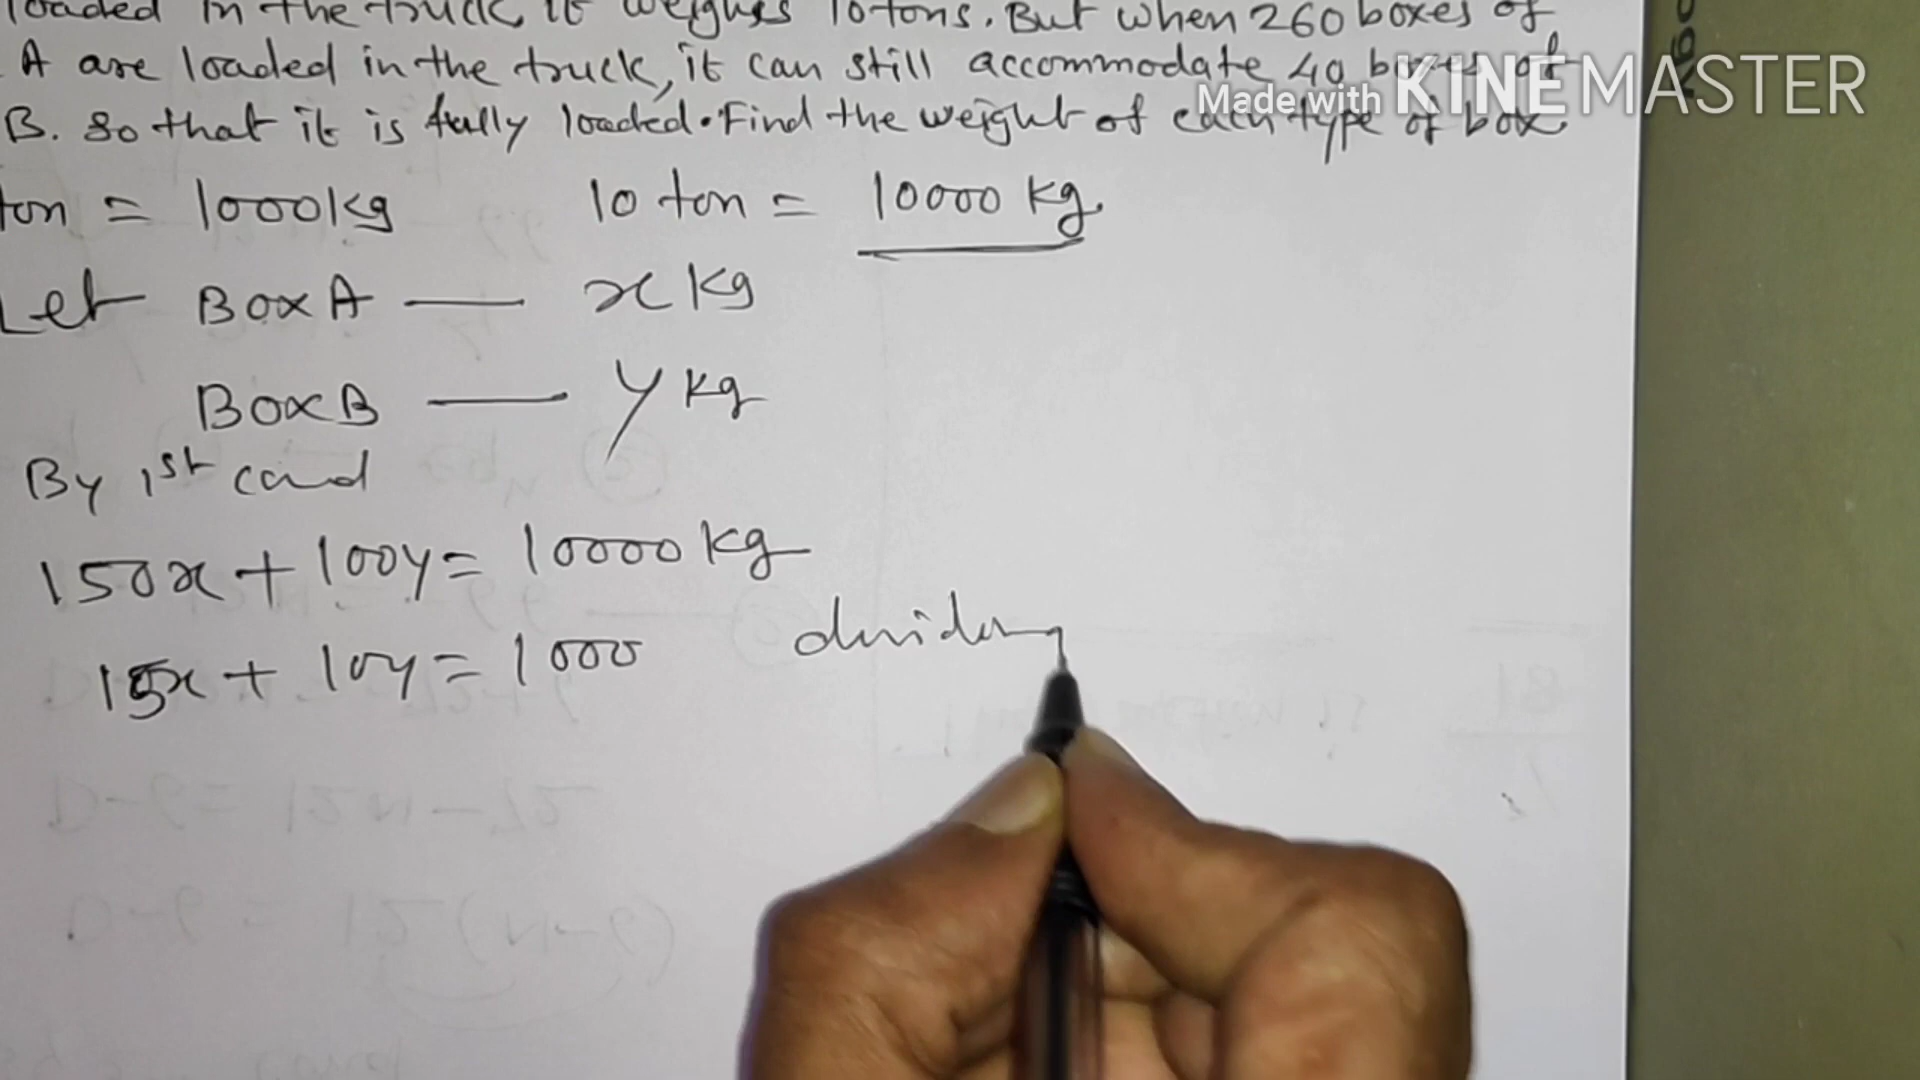 loaded in the truck, it weighs 10 tons. But when 260 boxes of
A are loaded in the truck, it can still accommodate 40 boxes of
B. so that it is fully loaded. Find the weight of each type of box.
Made with KINEMASTER
ton = 1000kg 10 ton = 10000 kg.
Let Box A — x kg
Box B — y kg
By 1st cond
150x + 100y = 10000 kg
15x + 10y = 1000